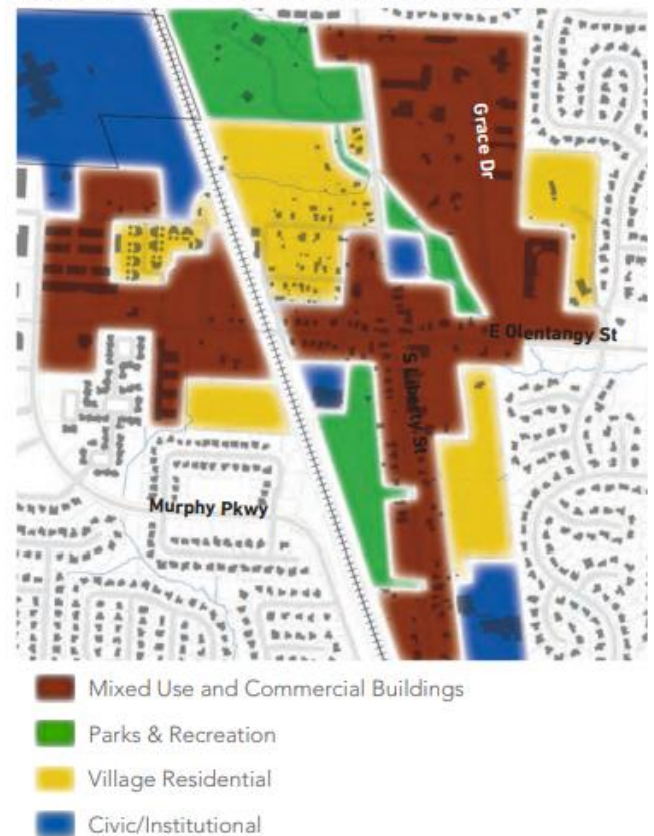 Grace Dr
E Olentangy St
S Liberty St
Murphy Pkwy
Mixed Use and Commercial Buildings
Parks & Recreation
Village Residential
Civic/Institutional